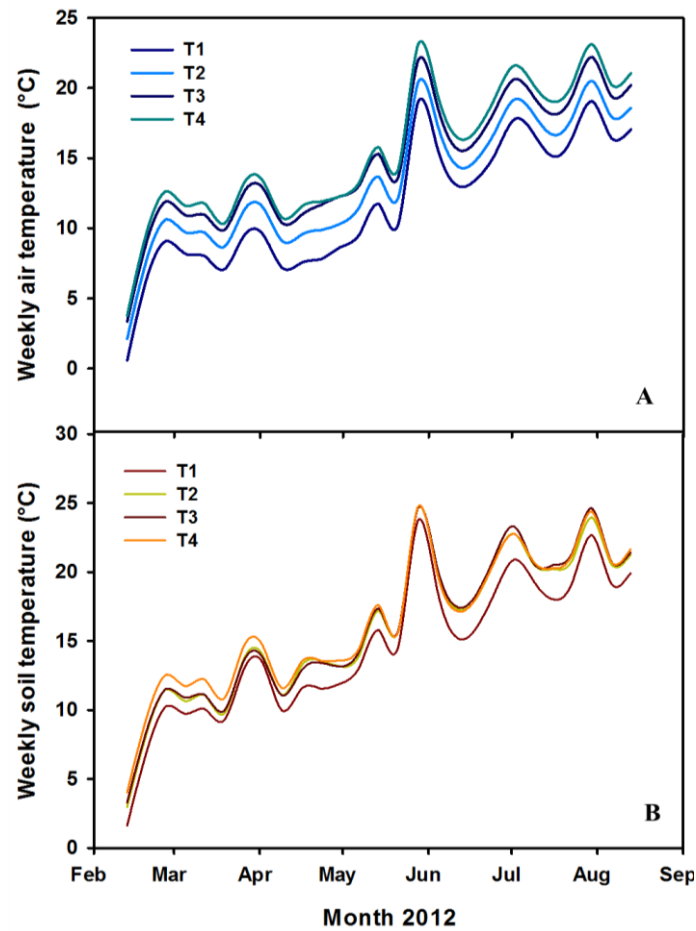 25
20
15
10
5
0
Weekly air temperature (°C)
T1
T2
T3
T4
A
30
25
20
15
10
5
0
Weekly soil temperature (°C)
T1
T2
T3
T4
B
Feb Mar Apr May Jun Jul Aug Sep
Month 2012